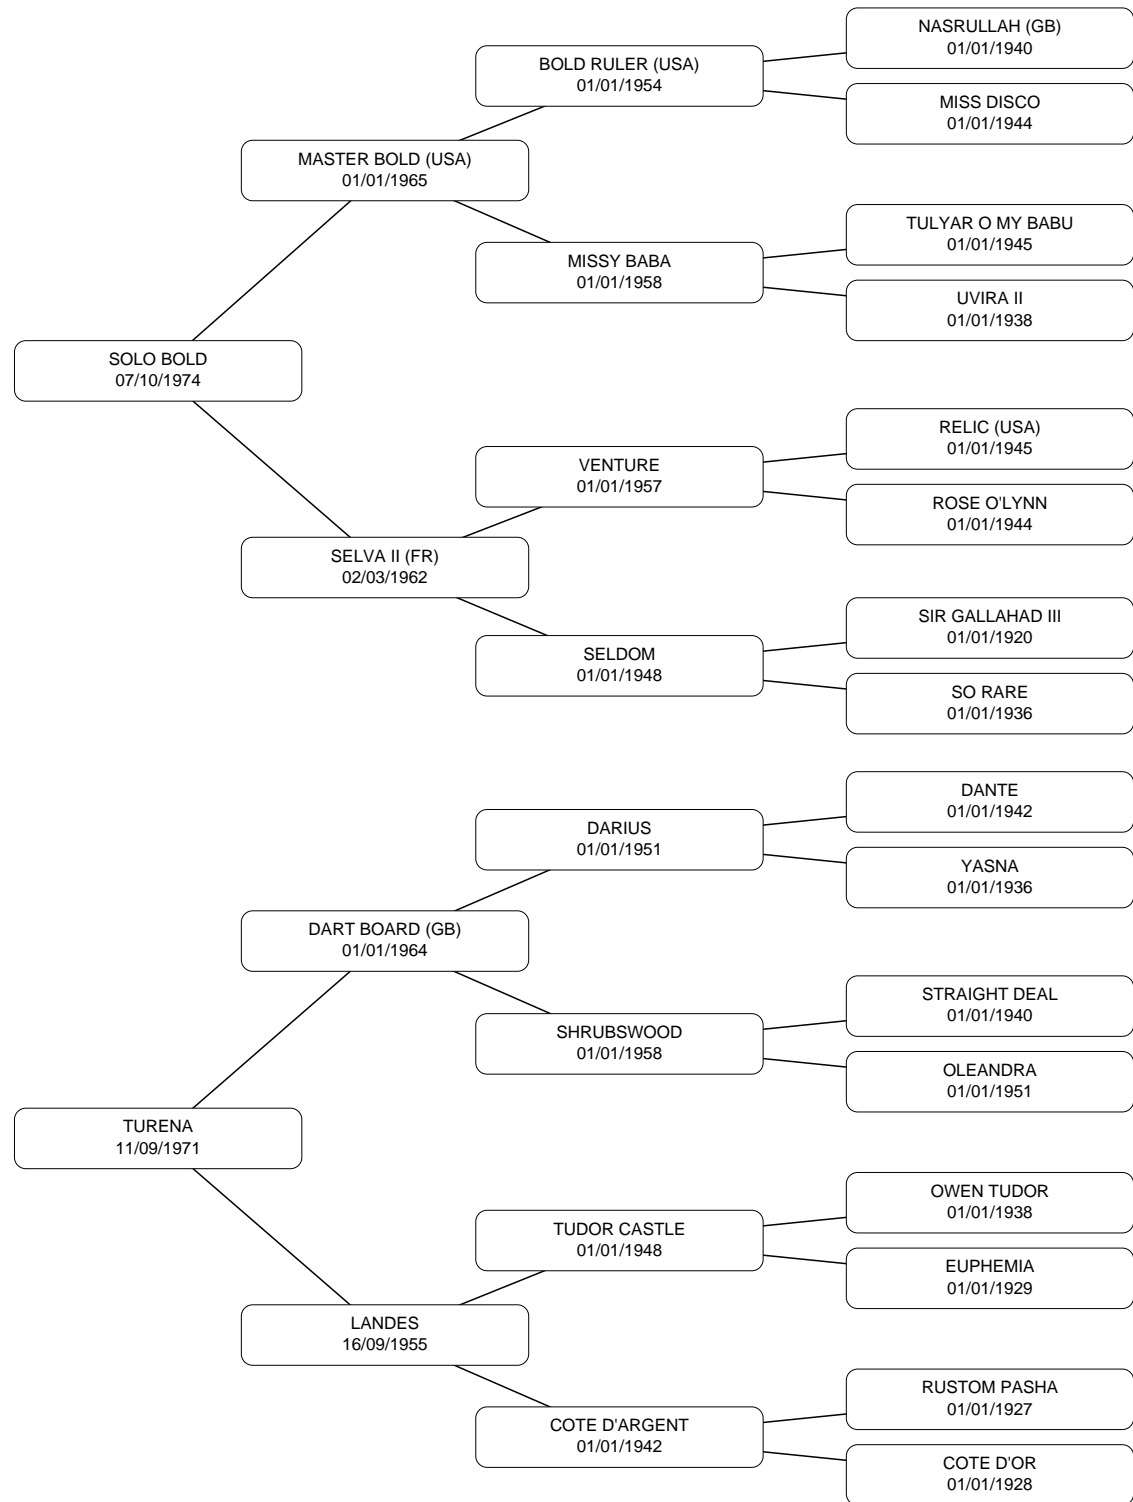 NASRULLAH (GB)
01/01/1940
BOLD RULER (USA)
01/01/1954
MISS DISCO
01/01/1944
MASTER BOLD (USA)
01/01/1965
TULYAR O MY BABU
01/01/1945
MISSY BABA
01/01/1958
UVIRA II
01/01/1938
SOLO BOLD
07/10/1974
RELIC (USA)
01/01/1945
VENTURE
01/01/1957
ROSE O'LYNN
01/01/1944
SELVA II (FR)
02/03/1962
SIR GALLAHAD III
01/01/1920
SELDOM
01/01/1948
SO RARE
01/01/1936
DANTE
01/01/1942
DARIUS
01/01/1951
YASNA
01/01/1936
DART BOARD (GB)
01/01/1964
STRAIGHT DEAL
01/01/1940
SHRUBSWOOD
01/01/1958
OLEANDRA
01/01/1951
TURENA
11/09/1971
OWEN TUDOR
01/01/1938
TUDOR CASTLE
01/01/1948
EUPHEMIA
01/01/1929
LANDES
16/09/1955
RUSTOM PASHA
01/01/1927
COTE D'ARGENT
01/01/1942
COTE D'OR
01/01/1928